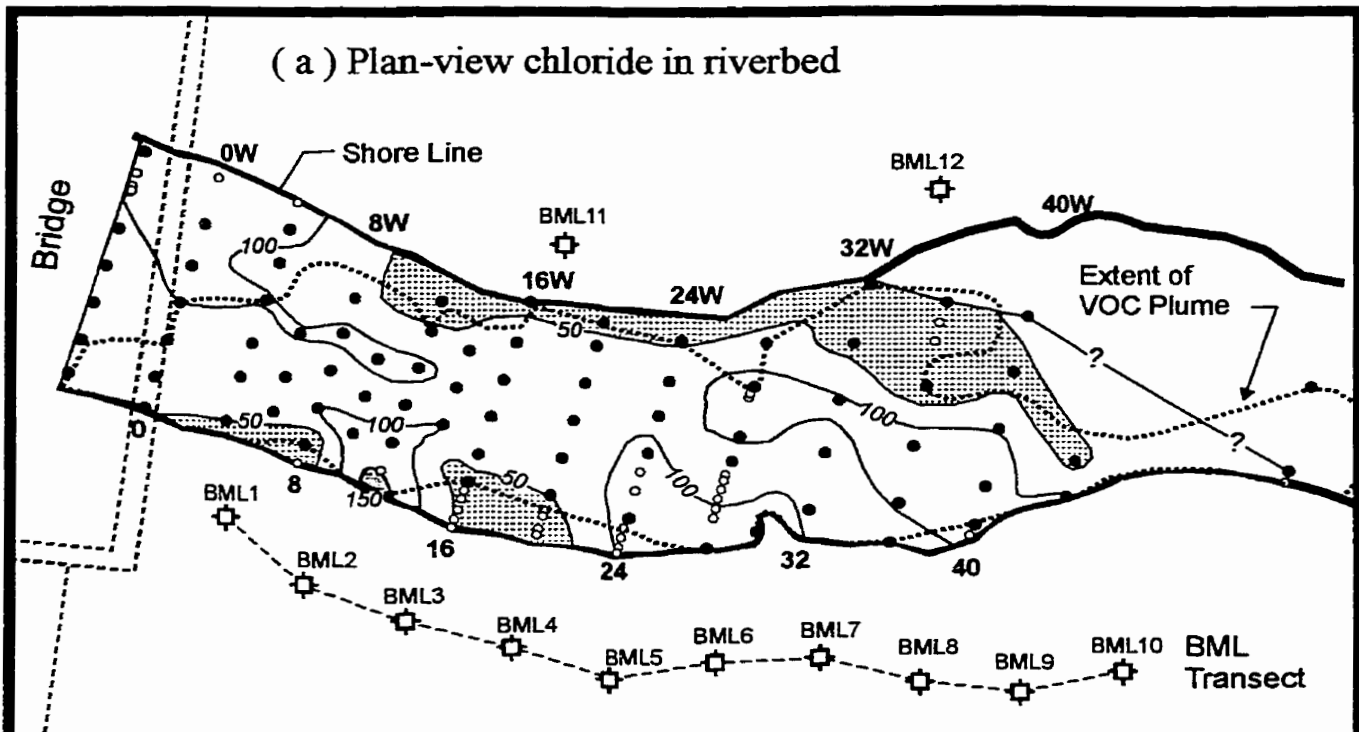 ( a ) Plan-view chloride in riverbed
0W
Shore Line
BML12
Bridge
8W
BML11
40W
100
32W
16W
24W
Extent of
VOC Plume
50
?
50
100
100
0
?
8
150
50
100
BML1
16
24
32
40
BML2
BML3
BML4
BML5
BML6
BML7
BML8
BML9
BML10
BML
Transect